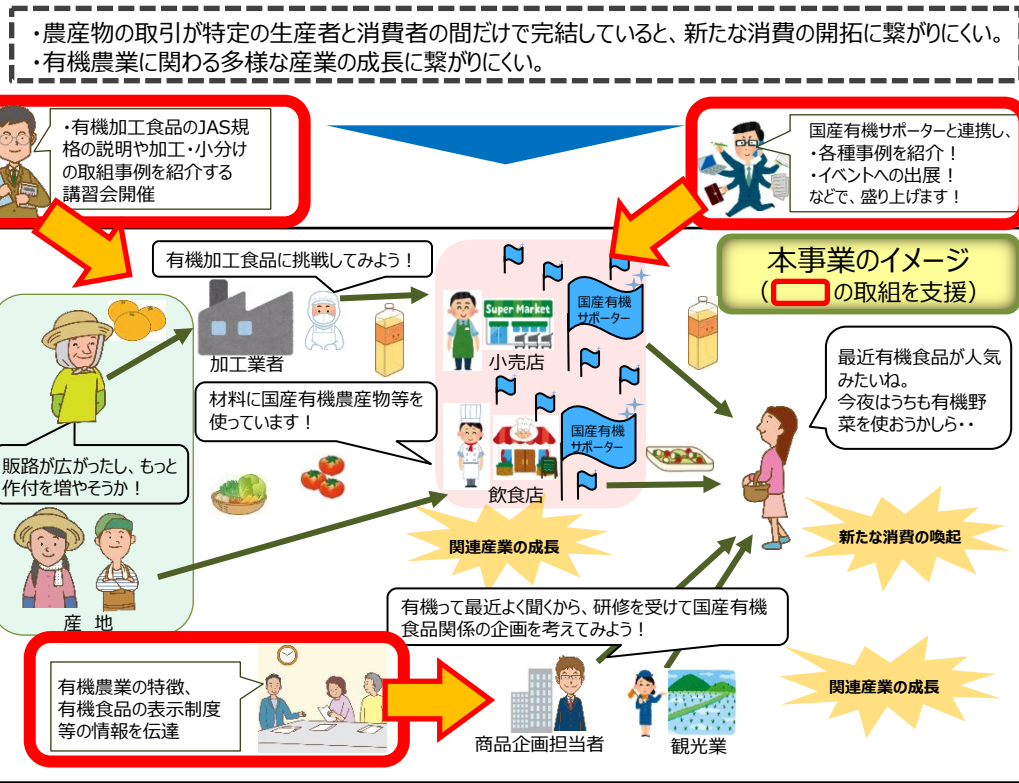 ・農産物の取引が特定の生産者と消費者の間だけで完結していると、新たな消費の開拓に繋がりにくい。
・有機農業に関わる多様な産業の成長に繋がりにくい。
・有機加工食品のJAS規
格の説明や加工・小分け
の取組事例を紹介する
講習会開催
国産有機サポーターと連携し、
・各種事例を紹介！
・イベントへの出展！
などで、盛り上げます！
本事業のイメージ
（ の取組を支援）
有機加工食品に挑戦してみよう！
加工業者
Super Market
国産有機
サポーター
小売店
最近有機食品が人気
みたいね。
今夜はうちも有機野
菜を使おうかしら・・
材料に国産有機農産物等を
使っています！
国産有機
サポーター
飲食店
販路が広がったし、もっと
作付を増やそうか！
産 地
関連産業の成長
新たな消費の喚起
有機って最近よく聞くから、研修を受けて国産有機
食品関係の企画を考えてみよう！
有機農業の特徴、
有機食品の表示制度
等の情報を伝達
商品企画担当者
観光業
関連産業の成長